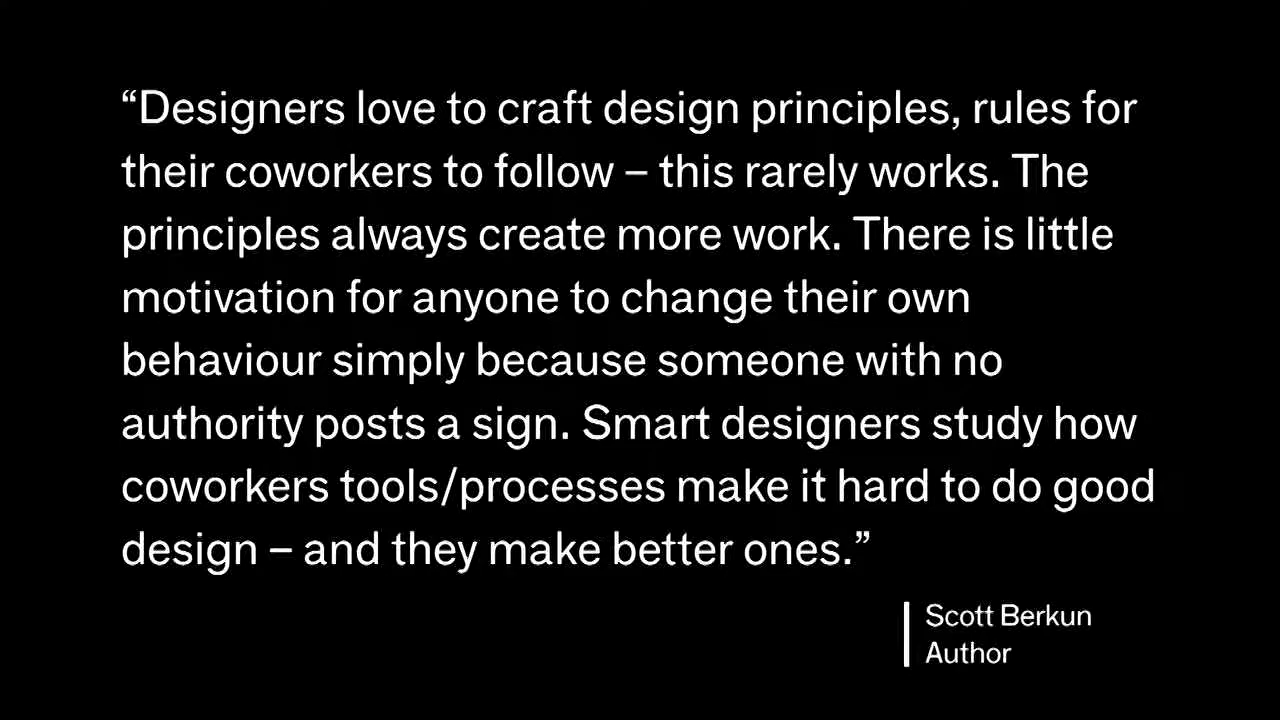 “Designers love to craft design principles, rules for
their coworkers to follow – this rarely works. The
principles always create more work. There is little
motivation for anyone to change their own
behaviour simply because someone with no
authority posts a sign. Smart designers study how
coworkers tools/processes make it hard to do good
design – and they make better ones.”
Scott Berkun
Author